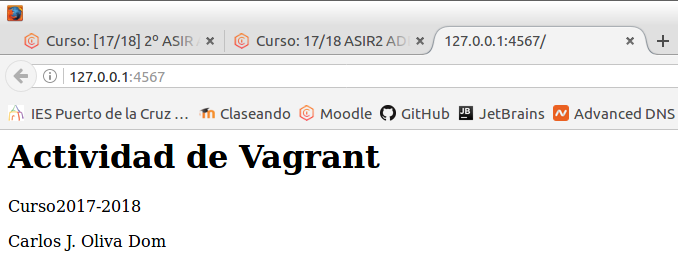 Curso: [17/18] 2º ASIR
Curso: 17/18 ASIR2 AD
127.0.0.1:4567/
127.0.0.1:4567
IES Puerto de la Cruz ... Claseando Moodle GitHub JB JetBrains Advanced DNS
Actividad de Vagrant
Curso2017-2018
Carlos J. Oliva Dom